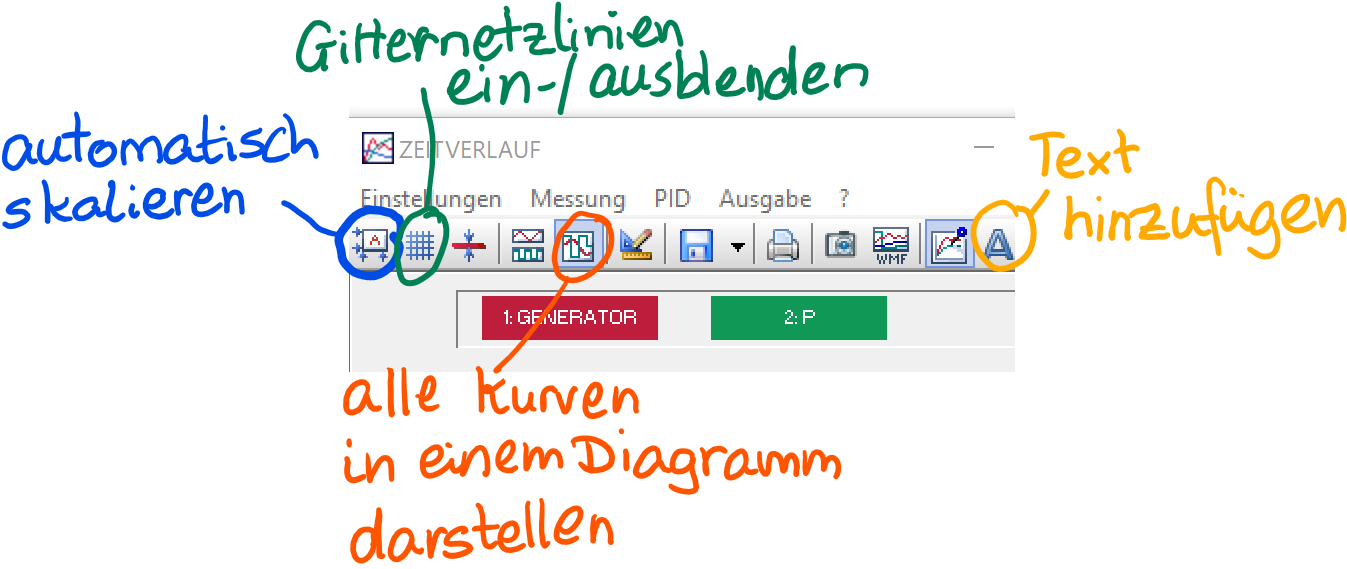 Gitternetzlinien
ein-/ausblenden
automatisch
skalieren
ZEITVERLAUF
Text
hinzufügen
Einstellungen Messung PID Ausgabe ?
A
WMF
A
1: GENERATOR 2: P
alle Kurven
in einem Diagramm
darstellen